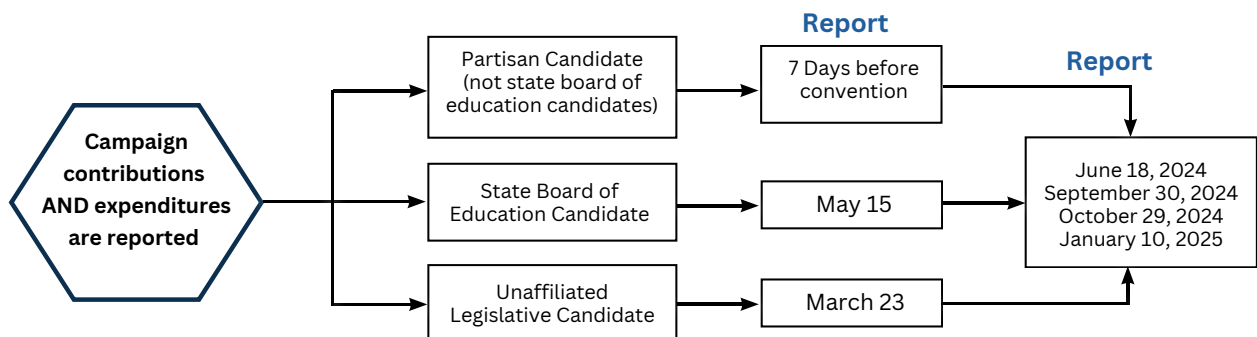 Report
Report
Campaign
contributions
AND expenditures
are reported
Partisan Candidate
(not state board of
education candidates)
7 Days before
convention
State Board of
Education Candidate
May 15
Unaffiliated
Legislative Candidate
March 23
June 18, 2024
September 30, 2024
October 29, 2024
January 10, 2025